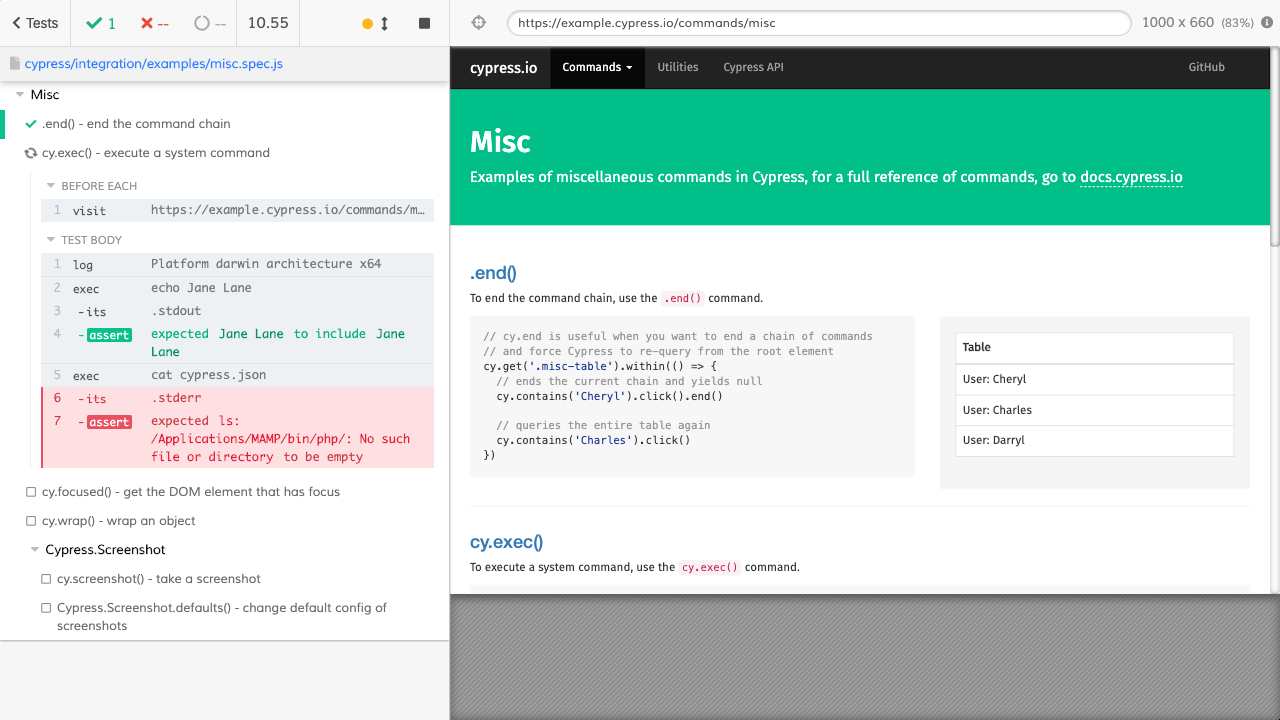 Tests
1
--
--
10.55
cypress/integration/examples/misc.spec.js
Misc
.end() - end the command chain
cy.exec() - execute a system command
BEFORE EACH
1 visit https://example.cypress.io/commands/m…
TEST BODY
1 log Platform darwin architecture x64
2 exec echo Jane Lane
3 -its .stdout
4 -assert expected Jane Lane to include Jane
Lane
5 exec cat cypress.json
6 -its .stderr
7 -assert expected ls:
/Applications/MAMP/bin/php/: No such
file or directory to be empty
cy.focused() - get the DOM element that has focus
cy.wrap() - wrap an object
Cypress.Screenshot
cy.screenshot() - take a screenshot
Cypress.Screenshot.defaults() - change default config of
screenshots
https://example.cypress.io/commands/misc
1000 x 660 (83%)
cypress.io
Commands
Utilities
Cypress API
GitHub
Misc
Examples of miscellaneous commands in Cypress, for a full reference of commands, go to docs.cypress.io
.end()
To end the command chain, use the .end() command.
// cy.end is useful when you want to end a chain of commands
// and force Cypress to re-query from the root element
cy.get('.misc-table').within(() => {
// ends the current chain and yields null
cy.contains('Cheryl').click().end()
// queries the entire table again
cy.contains('Charles').click()
})
Table
User: Cheryl
User: Charles
User: Darryl
cy.exec()
To execute a system command, use the cy.exec() command.